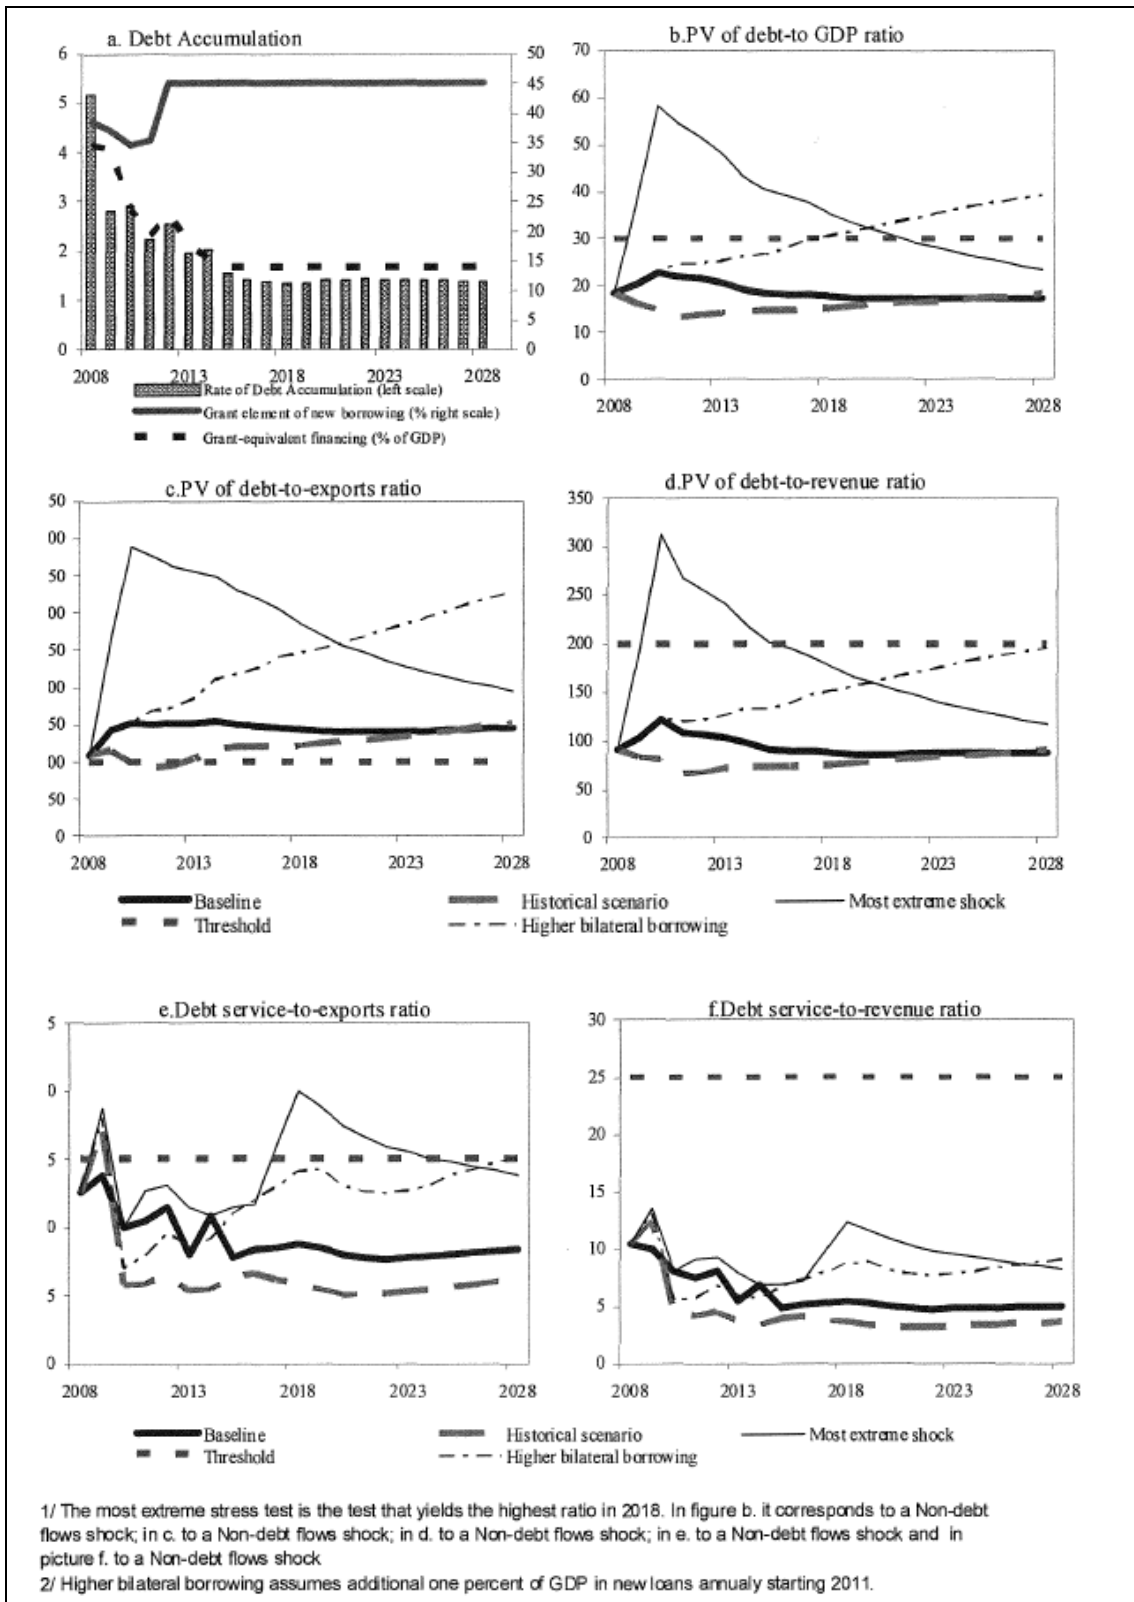 a. Debt Accumulation
6
5
4
3
2
1
0
50
45
40
35
30
25
20
15
10
5
0
2008 2013 2018 2023 2028
Rate of Debt Accumulation (left scale)
Grant element of new borrowing (% right scale)
Grant-equivalent financing (% of GDP)
b.PV of debt-to GDP ratio
70
60
50
40
30
20
10
0
2008 2013 2018 2023 2028
c.PV of debt-to-exports ratio
50
00
50
00
50
00
50
00
50
0
2008 2013 2018 2023 2028
d.PV of debt-to-revenue ratio
350
300
250
200
150
100
50
0
2008 2013 2018 2023 2028
Baseline Historical scenario Most extreme shock
Threshold Higher bilateral borrowing
e.Debt service-to-exports ratio
5
0
5
0
5
0
2008 2013 2018 2023 2028
f.Debt service-to-revenue ratio
30
25
20
15
10
5
0
2008 2013 2018 2023 2028
Baseline Historical scenario Most extreme shock
Threshold Higher bilateral borrowing
1/ The most extreme stress test is the test that yields the highest ratio in 2018. In figure b. it corresponds to a Non-debt
flows shock; in c. to a Non-debt flows shock; in d. to a Non-debt flows shock; in e. to a Non-debt flows shock and in
picture f. to a Non-debt flows shock
2/ Higher bilateral borrowing assumes additional one percent of GDP in new loans annualy starting 2011.